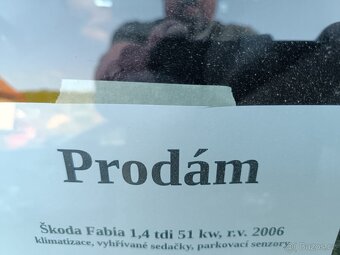 Prodám
Škoda Fabia 1,4 tdi 51 kw, r.v. 2006
klimatizace, vyhřívané sedačky, parkovací senzory